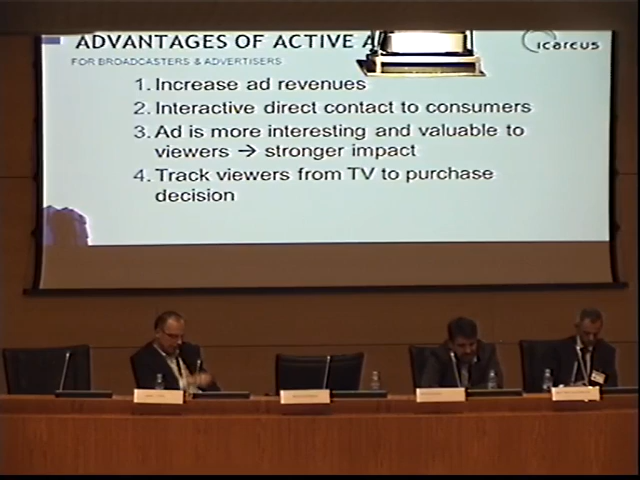 ADVANTAGES OF ACTIVE A
icareus
FOR BROADCASTERS & ADVERTISERS
1. Increase ad revenues
2. Interactive direct contact to consumers
3. Ad is more interesting and valuable to
viewers → stronger impact
4. Track viewers from TV to purchase
decision